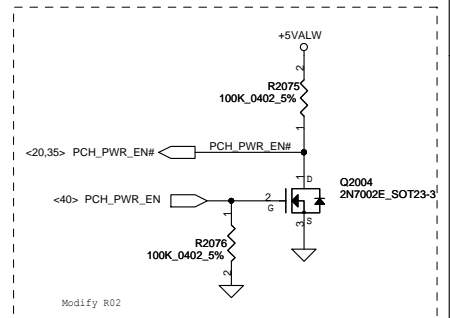 +5VALW
2
R2075
100K_0402_5%
1
<20,35> PCH_PWR_EN# PCH_PWR_EN#
1 D
Q2004
2N7002E_SOT23-3
<40> PCH_PWR_EN 2 G
S
3
1
R2076
100K_0402_5%
2
Modify R02